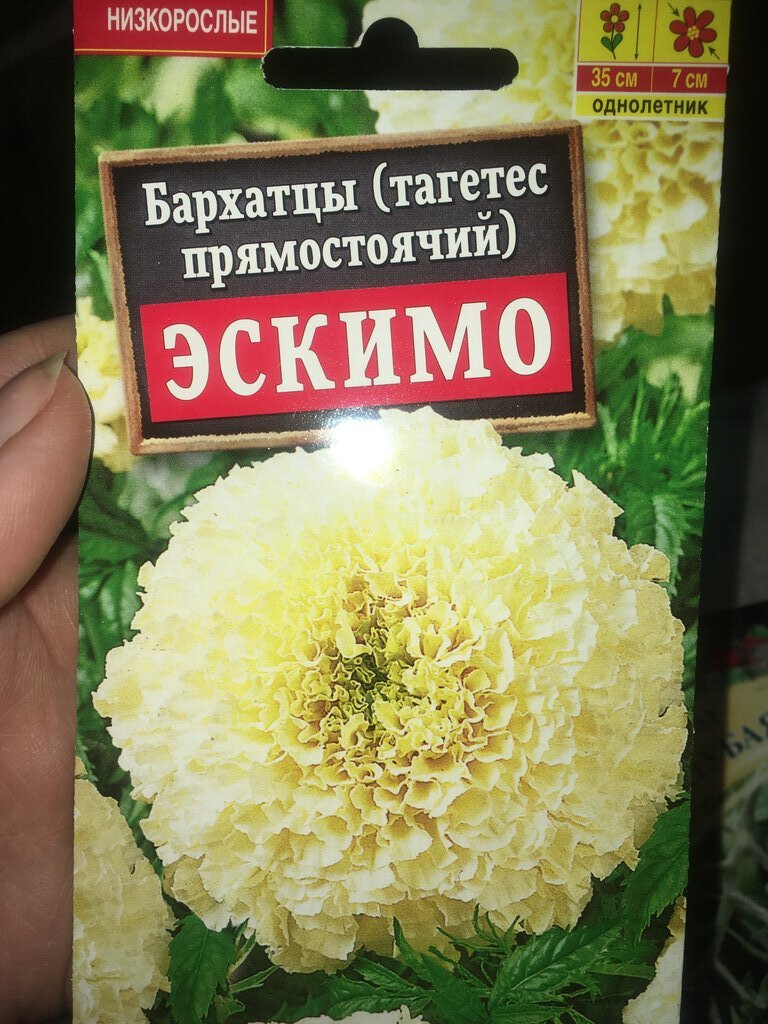 НИЗКОРОСЛЫЕ
35 см 7 см
однолетник
Бархатцы (тагетес
прямостоячий)
ЭСКИМО